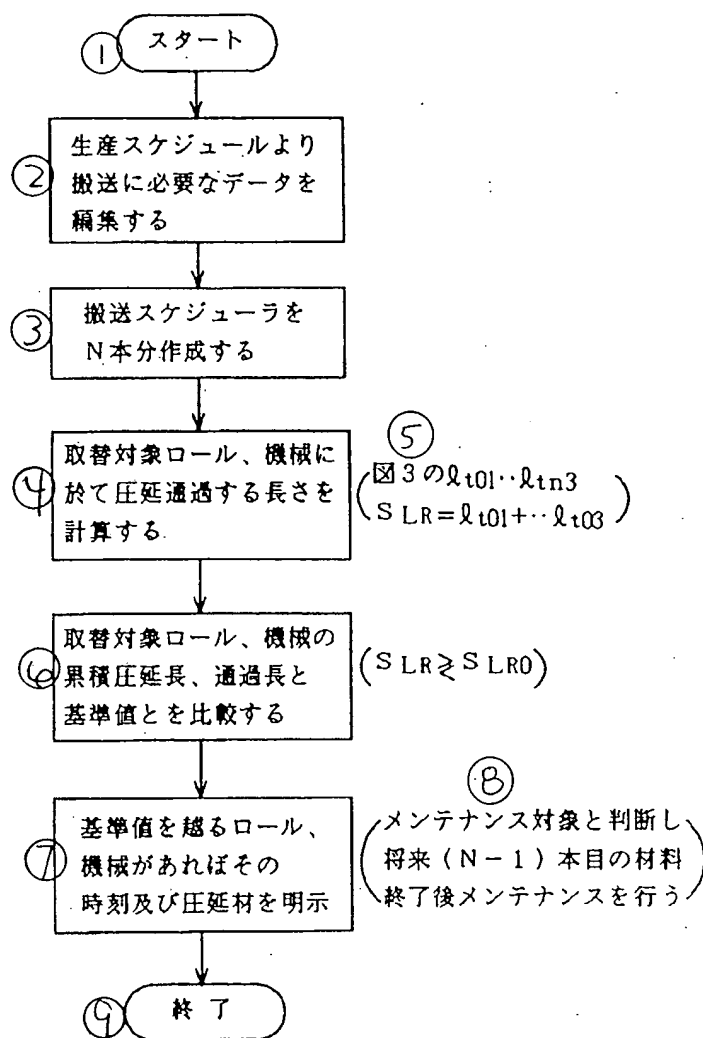 ① スタート
② 生産スケジュールより
搬送に必要なデータを
編集する
③ 搬送スケジューラを
N本分作成する
④ 取替対象ロール、機械に
於て圧延通過する長さを
計算する
⑤
図3のℓt01‥ℓtn3
SLR=ℓt01+‥ℓt03
⑥ 取替対象ロール、機械の
累積圧延長、通過長と
基準値とを比較する
(SLR≷SLR0)
⑦ 基準値を越るロール、
機械があればその
時刻及び圧延材を明示
⑧
メンテナンス対象と判断し
将来(N-1)本目の材料
終了後メンテナンスを行う
⑨ 終了